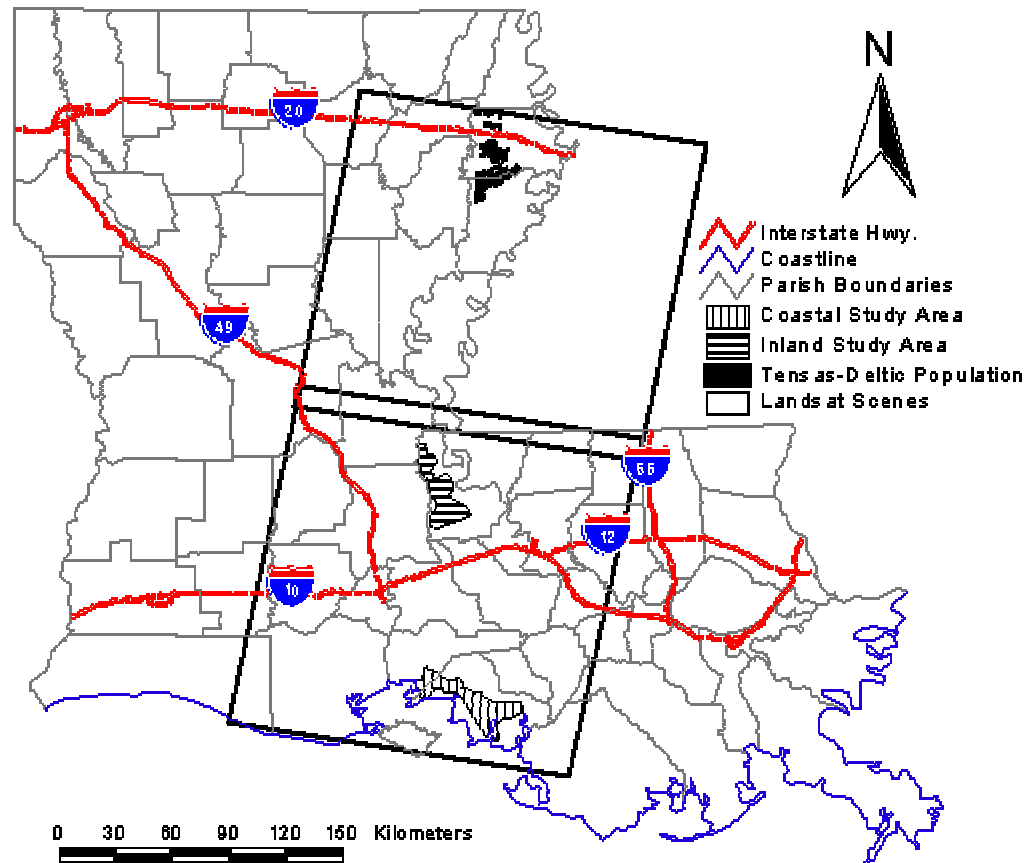 N
20
Interstate Hwy.
Coastline
Parish Boundaries
Coastal Study Area
Inland Study Area
Tensas-Deltic Population
Landsat Scenes
49
55
12
10
0 30 60 90 120 150 Kilometers